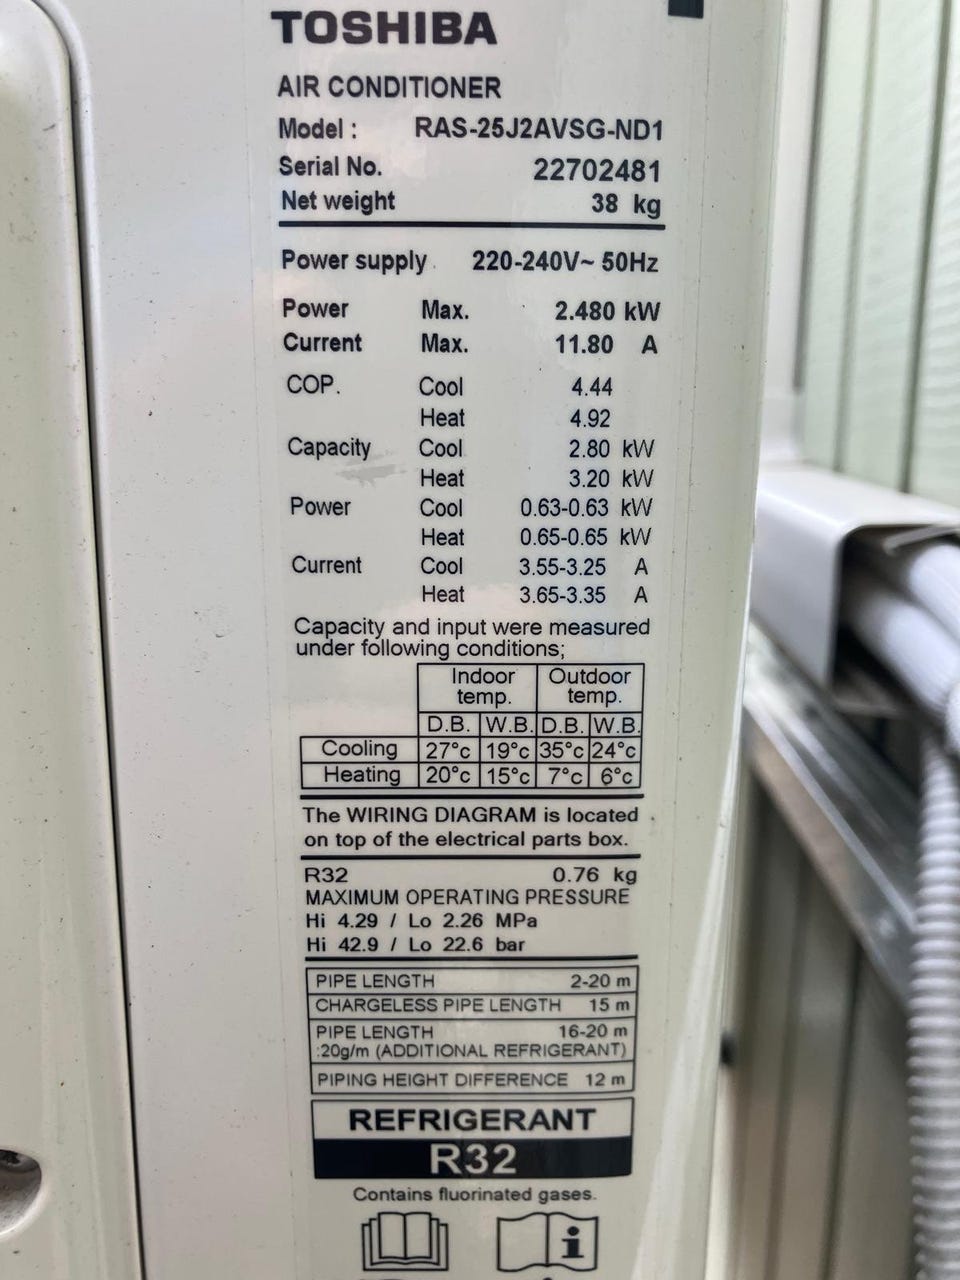 TOSHIBA
AIR CONDITIONER
Model : RAS-25J2AVSG-ND1
Serial No. 22702481
Net weight 38 kg
Power supply 220-240V~ 50Hz
Power Max. 2.480 kW
Current Max. 11.80 A
COP. Cool 4.44
Heat 4.92
Capacity Cool 2.80 kW
Heat 3.20 kW
Power Cool 0.63-0.63 kW
Heat 0.65-0.65 kW
Current Cool 3.55-3.25 A
Heat 3.65-3.35 A
Capacity and input were measured
under following conditions;
Indoor temp. Outdoor temp.
D.B. W.B. D.B. W.B.
Cooling 27°c 19°c 35°c 24°c
Heating 20°c 15°c 7°c 6°c
The WIRING DIAGRAM is located
on top of the electrical parts box.
R32 0.76 kg
MAXIMUM OPERATING PRESSURE
Hi 4.29 / Lo 2.26 MPa
Hi 42.9 / Lo 22.6 bar
PIPE LENGTH 2-20 m
CHARGELESS PIPE LENGTH 15 m
PIPE LENGTH 16-20 m
:20g/m (ADDITIONAL REFRIGERANT)
PIPING HEIGHT DIFFERENCE 12 m
REFRIGERANT
R32
Contains fluorinated gases.
i